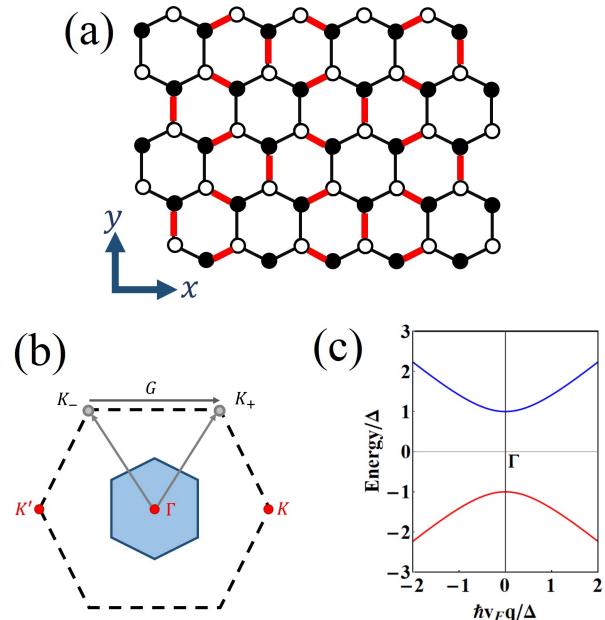 (a)
y
x
(b)
K₋
G
K₊
K'
Γ
K
(c)
Energy/Δ
3
2
1
0
Γ
−1
−2
−3
−2
−1
0
1
2
ħv_F q/Δ